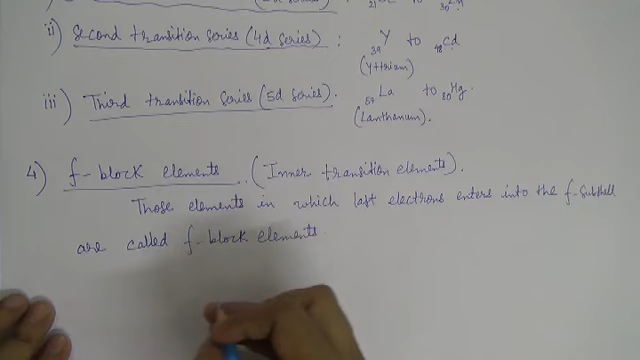 ii) Second transition series (4d series) : 39Y to 48Cd
(Yttrium)
iii) Third transition series (5d series). 57La to 80Hg
(Lanthanum).
4) f-block elements (Inner transition elements).
Those elements in which last electrons enters into the f-subshell
are called f-block elements.